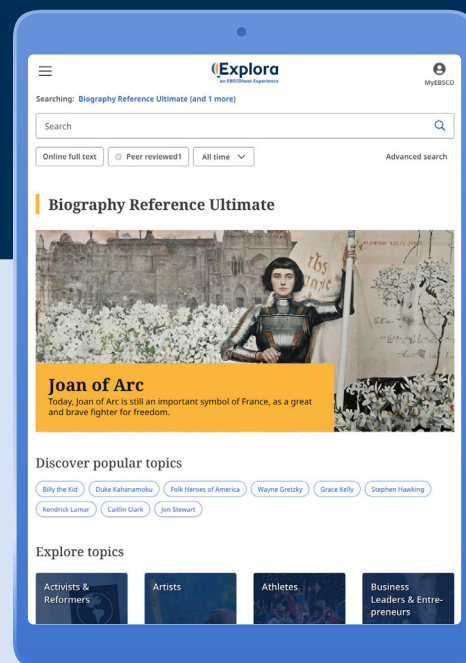 Explora
an EBSCOhost Experience
MyEBSCO
Searching: Biography Reference Ultimate (and 1 more)
Search
Online full text
Peer reviewed1
All time
Advanced search
Biography Reference Ultimate
Joan of Arc
Today, Joan of Arc is still an important symbol of France, as a great
and brave fighter for freedom.
Discover popular topics
Billy the Kid
Duke Kahanamoku
Folk Heroes of America
Wayne Gretzky
Grace Kelly
Stephen Hawking
Kendrick Lamar
Caitlin Clark
Jon Stewart
Explore topics
Activists &
Reformers
Artists
Athletes
Business
Leaders & Entre-
preneurs